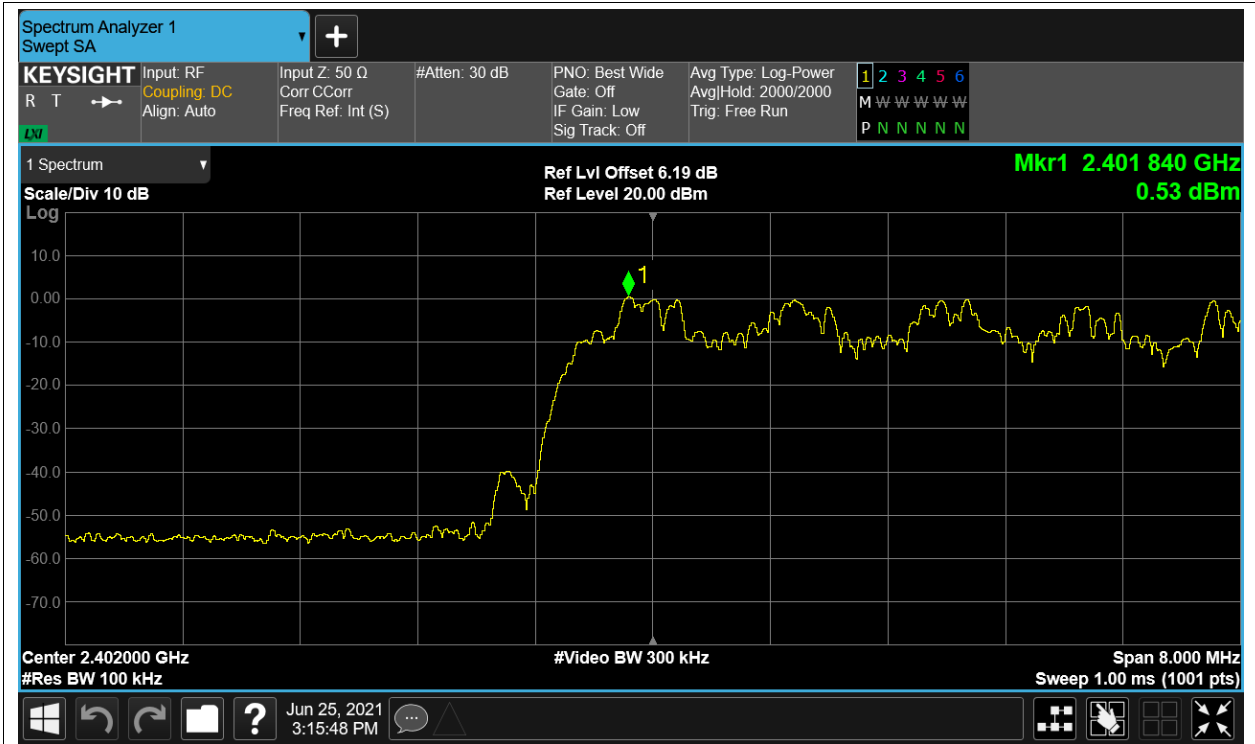 Spectrum Analyzer 1
Swept SA
KEYSIGHT
R T
LXI
Input: RF
Coupling: DC
Align: Auto
Input Z: 50 Ω
Corr CCorr
Freq Ref: Int (S)
#Atten: 30 dB
PNO: Best Wide
Gate: Off
IF Gain: Low
Sig Track: Off
Avg Type: Log-Power
Avg|Hold: 2000/2000
Trig: Free Run
1 2 3 4 5 6
M W W W W W
P N N N N N
1 Spectrum
Scale/Div 10 dB
Log
Ref Lvl Offset 6.19 dB
Ref Level 20.00 dBm
Mkr1 2.401 840 GHz
0.53 dBm
10.0
0.00
-10.0
-20.0
-30.0
-40.0
-50.0
-60.0
-70.0
1
Center 2.402000 GHz
#Res BW 100 kHz
#Video BW 300 kHz
Span 8.000 MHz
Sweep 1.00 ms (1001 pts)
?
Jun 25, 2021
3:15:48 PM